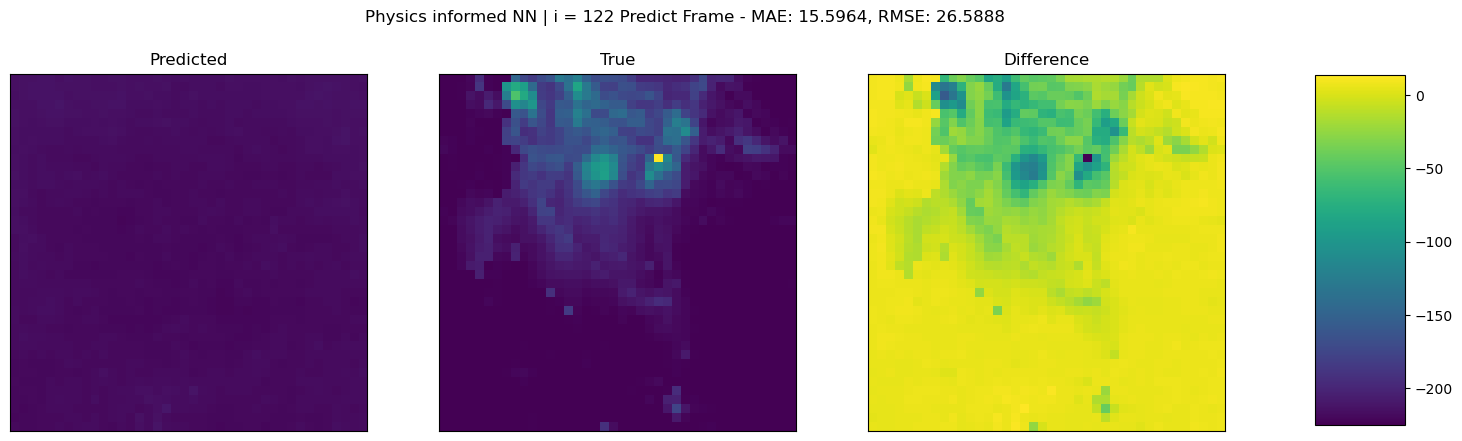 Physics informed NN | i = 122 Predict Frame - MAE: 15.5964, RMSE: 26.5888
Predicted
True
Difference
0
−50
−100
−150
−200